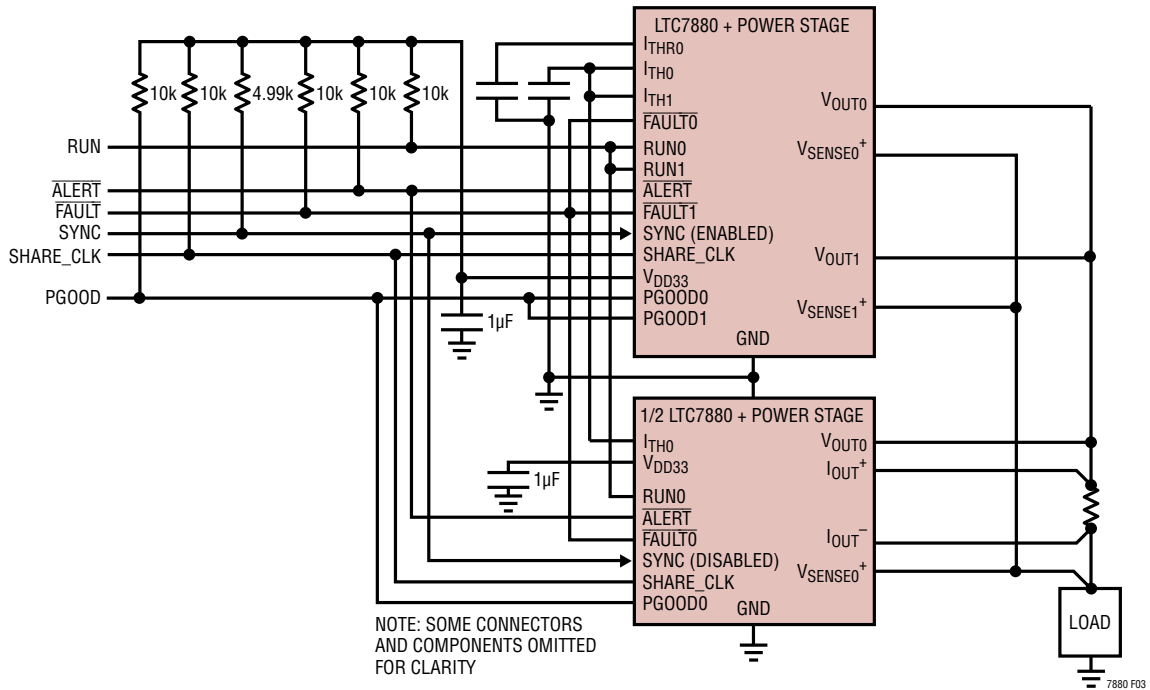 LTC7880 + POWER STAGE
10k
10k
4.99k
10k
10k
10k
RUN
ALERT
FAULT
SYNC
SHARE_CLK
PGOOD
1µF
ITHR0
ITH0
ITH1
FAULT0
RUN0
RUN1
ALERT
FAULT1
SYNC (ENABLED)
SHARE_CLK
VDD33
PGOOD0
PGOOD1
VOUT0
VSENSE0+
VOUT1
VSENSE1+
GND
1/2 LTC7880 + POWER STAGE
1µF
ITH0
VDD33
RUN0
ALERT
FAULT0
SYNC (DISABLED)
SHARE_CLK
PGOOD0
VOUT0
IOUT+
IOUT–
VSENSE0+
GND
LOAD
NOTE: SOME CONNECTORS
AND COMPONENTS OMITTED
FOR CLARITY
7880 F03